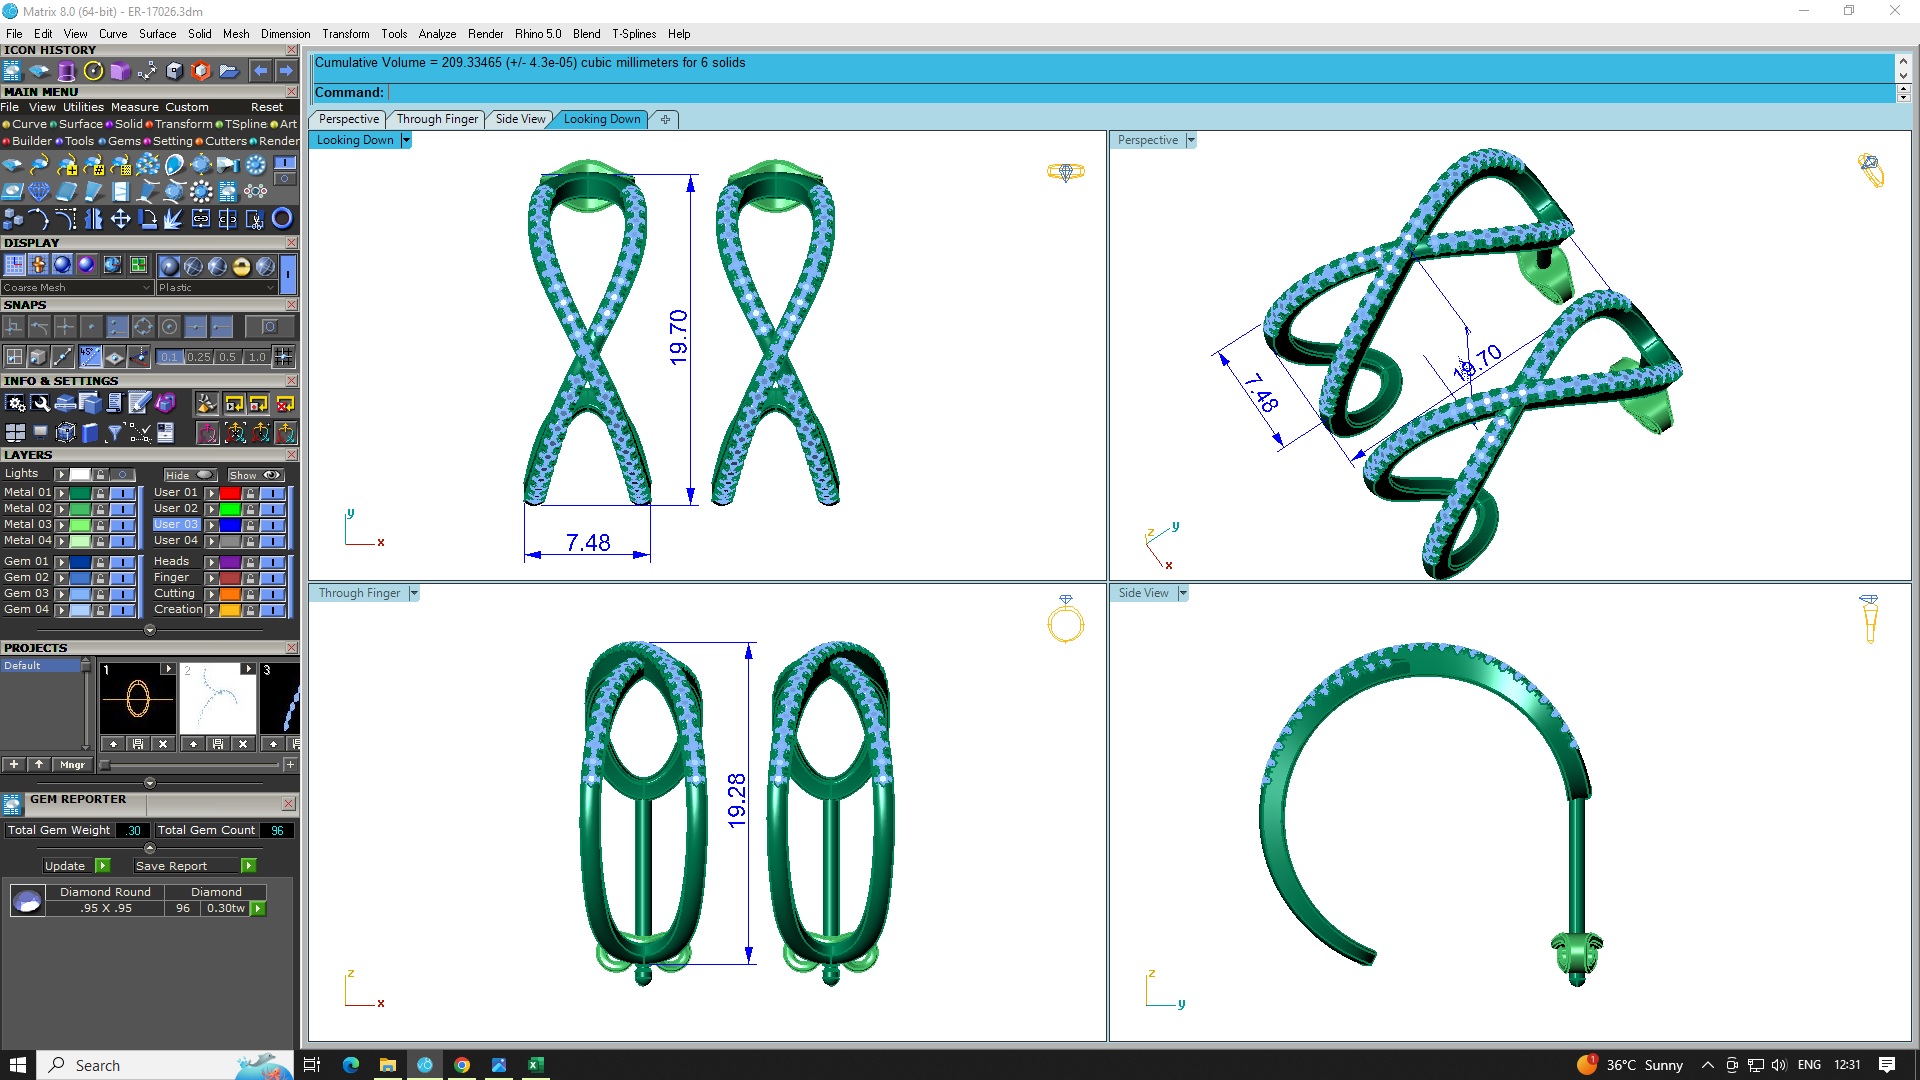 Matrix 8.0 (64-bit) - ER-17026.3dm
File Edit View Curve Surface Solid Mesh Dimension Transform Tools Analyze Render Rhino 5.0 Blend T-Splines Help
ICON HISTORY
Cumulative Volume = 209.33465 (+/- 4.3e-05) cubic millimeters for 6 solids
Command:
MAIN MENU
File View Utilities Measure Custom Reset
Curve Surface Solid Transform TSpline Art
Builder Tools Gems Setting Cutters Render
Perspective Through Finger Side View Looking Down
Looking Down
Perspective
DISPLAY
Coarse Mesh Plastic
SNAPS
45°
0.1 0.25 0.5 1.0
INFO & SETTINGS
LAYERS
Lights Hide Show
Metal 01 User 01
Metal 02 User 02
Metal 03 User 03
Metal 04 User 04
Gem 01 Heads
Gem 02 Finger
Gem 03 Cutting
Gem 04 Creation
19.70
7.48
y
x
19.70
7.48
z
y
x
PROJECTS
Default
1 2 3
Mngr
GEM REPORTER
Total Gem Weight .30 Total Gem Count 96
Update Save Report
Diamond Round Diamond
.95 X .95 96 0.30tw
Through Finger
Side View
19.28
z
x
z
y
Search
1
36°C Sunny
ENG 12:31